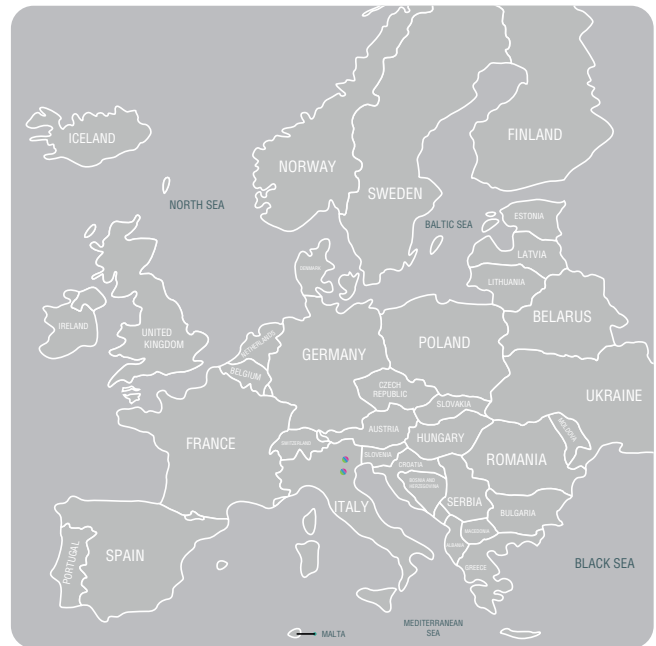 ICELAND
FINLAND
NORWAY
SWEDEN
NORTH SEA
ESTONIA
BALTIC SEA
LATVIA
DENMARK
LITHUANIA
BELARUS
IRELAND
UNITED
KINGDOM
NETHERLANDS
GERMANY
POLAND
BELGIUM
CZECH
REPUBLIC
UKRAINE
SLOVAKIA
AUSTRIA
MOLDOVA
FRANCE
SWITZERLAND
HUNGARY
SLOVENIA
ROMANIA
CROATIA
BOSNIA AND
HERZEGOVINA
SERBIA
ITALY
BULGARIA
MACEDONIA
ALBANIA
PORTUGAL
SPAIN
GREECE
BLACK SEA
MEDITERRANEAN
SEA
MALTA